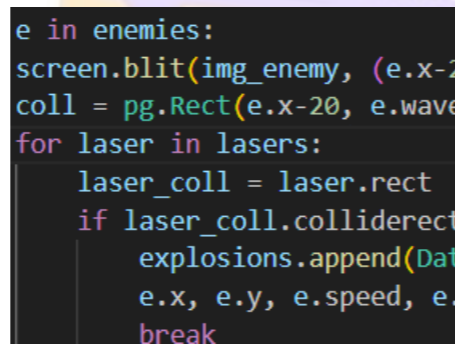 e in enemies:
screen.blit(img_enemy, (e.x-2
coll = pg.Rect(e.x-20, e.wave
for laser in lasers:
laser_coll = laser.rect
if laser_coll.colliderect
explosions.append(Dat
e.x, e.y, e.speed, e.
break